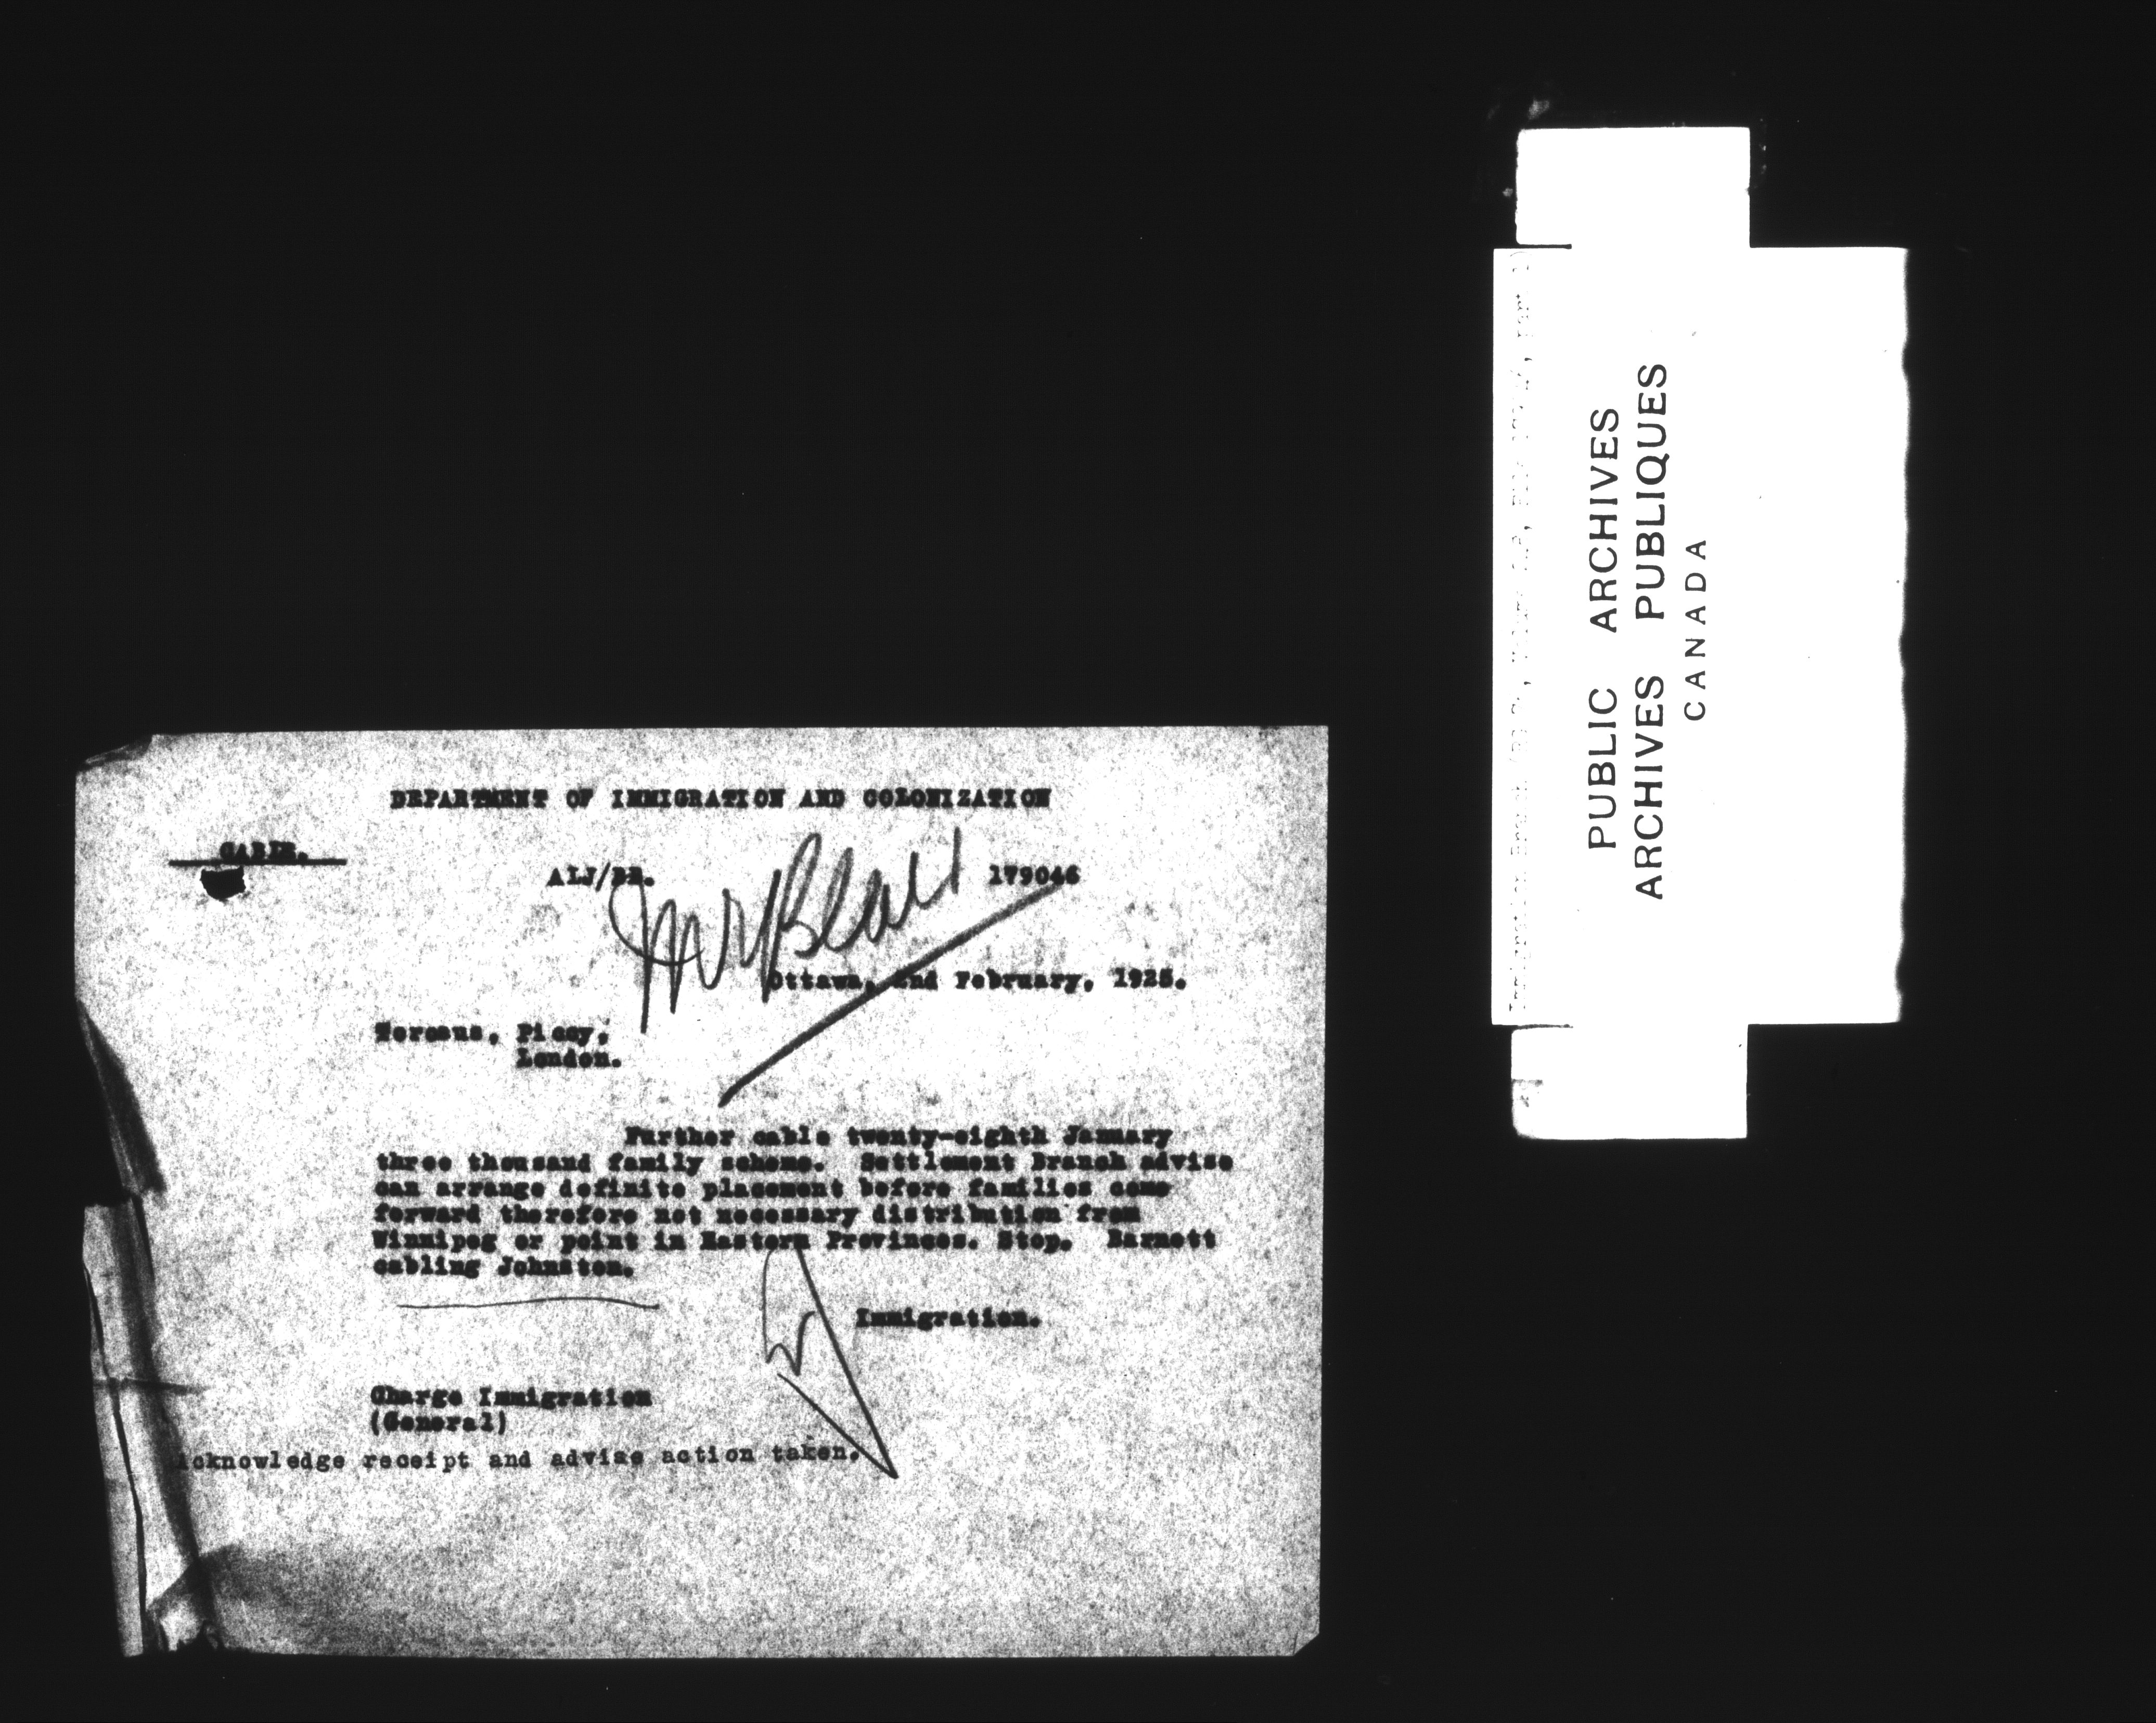 DEPARTMENT OF IMMIGRATION AND COLONIZATION
CABLE.
ALJ/BR.
179046
Mr Blair
Ottawa, 2nd February, 1925.
Piccy,
London.
Further cable twenty-eighth January
three thousand family scheme. Settlement Branch advise
can arrange definite placement before families come
forward therefore not necessary distribution from
Winnipeg or point in Eastern Provinces. Stop. Barnett
cabling Johnston.
Immigration.
Charge Immigration
(General)
Acknowledge receipt and advise action taken.
PUBLIC ARCHIVES
ARCHIVES PUBLIQUES
CANADA